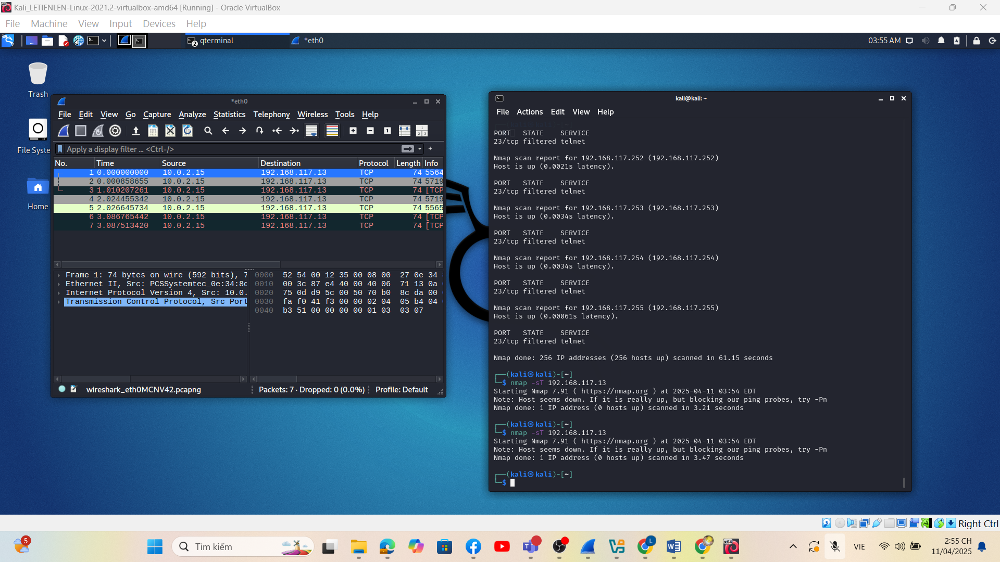 Kali_LETIENLEN-Linux-2021.2-virtualbox-amd64 [Running] - Oracle VirtualBox
File Machine View Input Devices Help
qterminal
*eth0
03:55 AM
Trash
File Syste
Home
*eth0
File Edit View Go Capture Analyze Statistics Telephony Wireless Tools Help
Apply a display filter ... <Ctrl-/>
No. Time Source Destination Protocol Length Info
1 0.000000000 10.0.2.15 192.168.117.13 TCP 74 5564
2 0.000858655 10.0.2.15 192.168.117.13 TCP 74 5719
3 1.010207261 10.0.2.15 192.168.117.13 TCP 74 [TCP
4 2.024455342 10.0.2.15 192.168.117.13 TCP 74 5719
5 2.026645734 10.0.2.15 192.168.117.13 TCP 74 5565
6 3.086765442 10.0.2.15 192.168.117.13 TCP 74 [TCP
7 3.087513420 10.0.2.15 192.168.117.13 TCP 74 [TCP
Frame 1: 74 bytes on wire (592 bits), 7
Ethernet II, Src: PCSSystemtec_0e:34:8d
Internet Protocol Version 4, Src: 10.0.
Transmission Control Protocol, Src Port
0000 52 54 00 12 35 00 08 00 27 0e 34
0010 00 3c 87 e4 40 00 40 06 71 13 0a
0020 75 0d d9 5c 00 50 70 b0 8c da 00
0030 fa f0 41 f3 00 00 02 04 05 b4 04
0040 b3 51 00 00 00 00 01 03 03 07
wireshark_eth0MCNV42.pcapng
Packets: 7 · Dropped: 0 (0.0%)
Profile: Default
kali@kali: ~
File Actions Edit View Help
PORT STATE SERVICE
23/tcp filtered telnet
Nmap scan report for 192.168.117.252 (192.168.117.252)
Host is up (0.0021s latency).
PORT STATE SERVICE
23/tcp filtered telnet
Nmap scan report for 192.168.117.253 (192.168.117.253)
Host is up (0.0034s latency).
PORT STATE SERVICE
23/tcp filtered telnet
Nmap scan report for 192.168.117.254 (192.168.117.254)
Host is up (0.0034s latency).
PORT STATE SERVICE
23/tcp filtered telnet
Nmap scan report for 192.168.117.255 (192.168.117.255)
Host is up (0.00061s latency).
PORT STATE SERVICE
23/tcp filtered telnet
Nmap done: 256 IP addresses (256 hosts up) scanned in 61.15 seconds
┌──(kali㉿kali)-[~]
└─$ nmap -sT 192.168.117.13
Starting Nmap 7.91 ( https://nmap.org ) at 2025-04-11 03:54 EDT
Note: Host seems down. If it is really up, but blocking our ping probes, try -Pn
Nmap done: 1 IP address (0 hosts up) scanned in 3.21 seconds
┌──(kali㉿kali)-[~]
└─$ nmap -sT 192.168.117.13
Starting Nmap 7.91 ( https://nmap.org ) at 2025-04-11 03:54 EDT
Note: Host seems down. If it is really up, but blocking our ping probes, try -Pn
Nmap done: 1 IP address (0 hosts up) scanned in 3.47 seconds
┌──(kali㉿kali)-[~]
└─$
Right Ctrl
5
Tìm kiếm
VIE
2:55 CH
11/04/2025